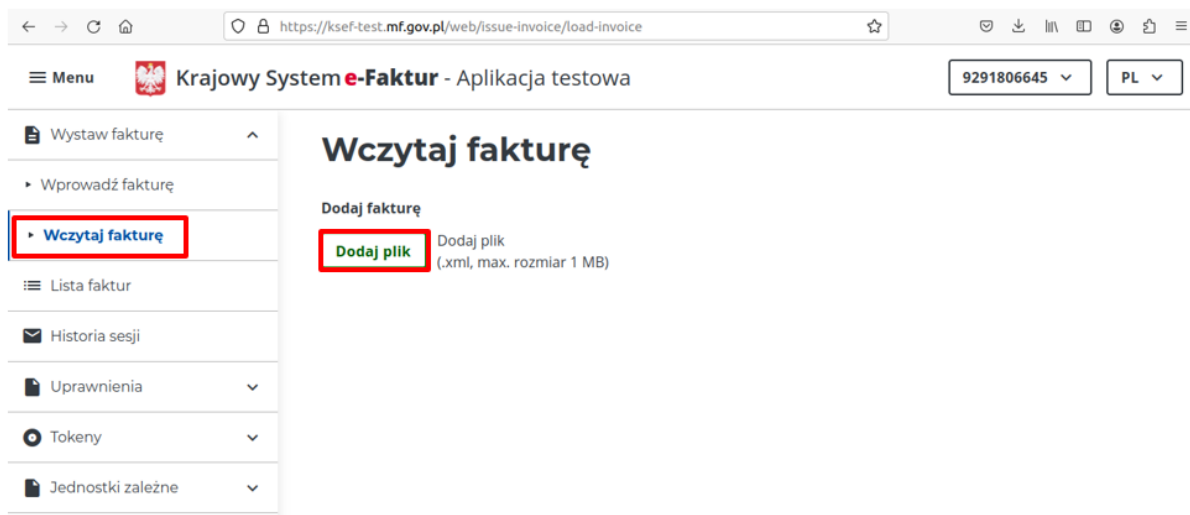 https://ksef-test.mf.gov.pl/web/issue-invoice/load-invoice
Menu
Krajowy System e-Faktur - Aplikacja testowa
9291806645
PL
Wystaw fakturę
Wprowadź fakturę
Wczytaj fakturę
Lista faktur
Historia sesji
Uprawnienia
Tokeny
Jednostki zależne
Wczytaj fakturę
Dodaj fakturę
Dodaj plik
Dodaj plik
(.xml, max. rozmiar 1 MB)